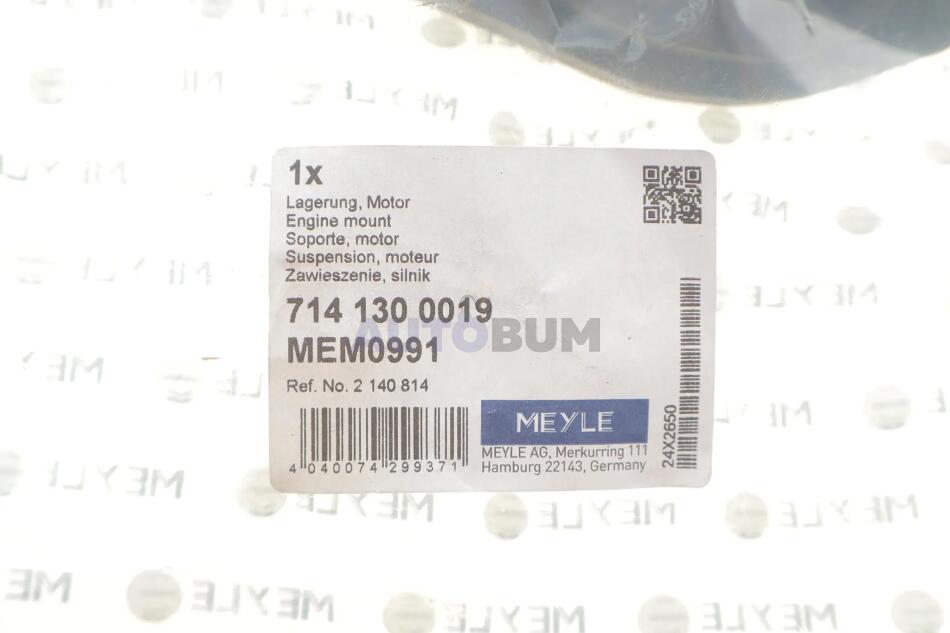 1x
Lagerung, Motor
Engine mount
Soporte, motor
Suspension, moteur
Zawieszenie, silnik
714 130 0019
AUTOBUM
MEM0991
Ref. No. 2 140 814
4 040074 299371
MEYLE
MEYLE AG, Merkurring 111
Hamburg 22143, Germany
24X2650